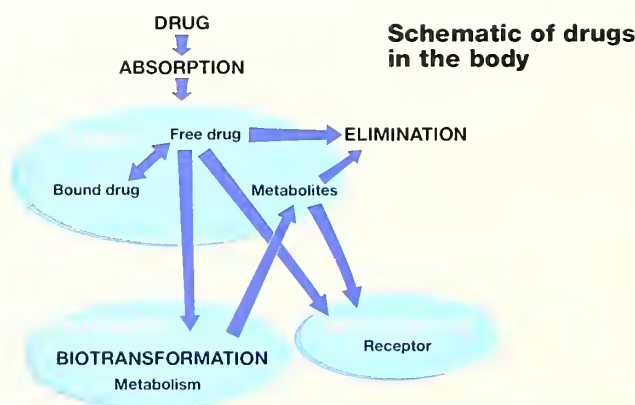 DRUG
Schematic of drugs
in the body
ABSORPTION
Free drug
ELIMINATION
Bound drug
Metabolites
BIOTRANSFORMATION
Metabolism
Receptor